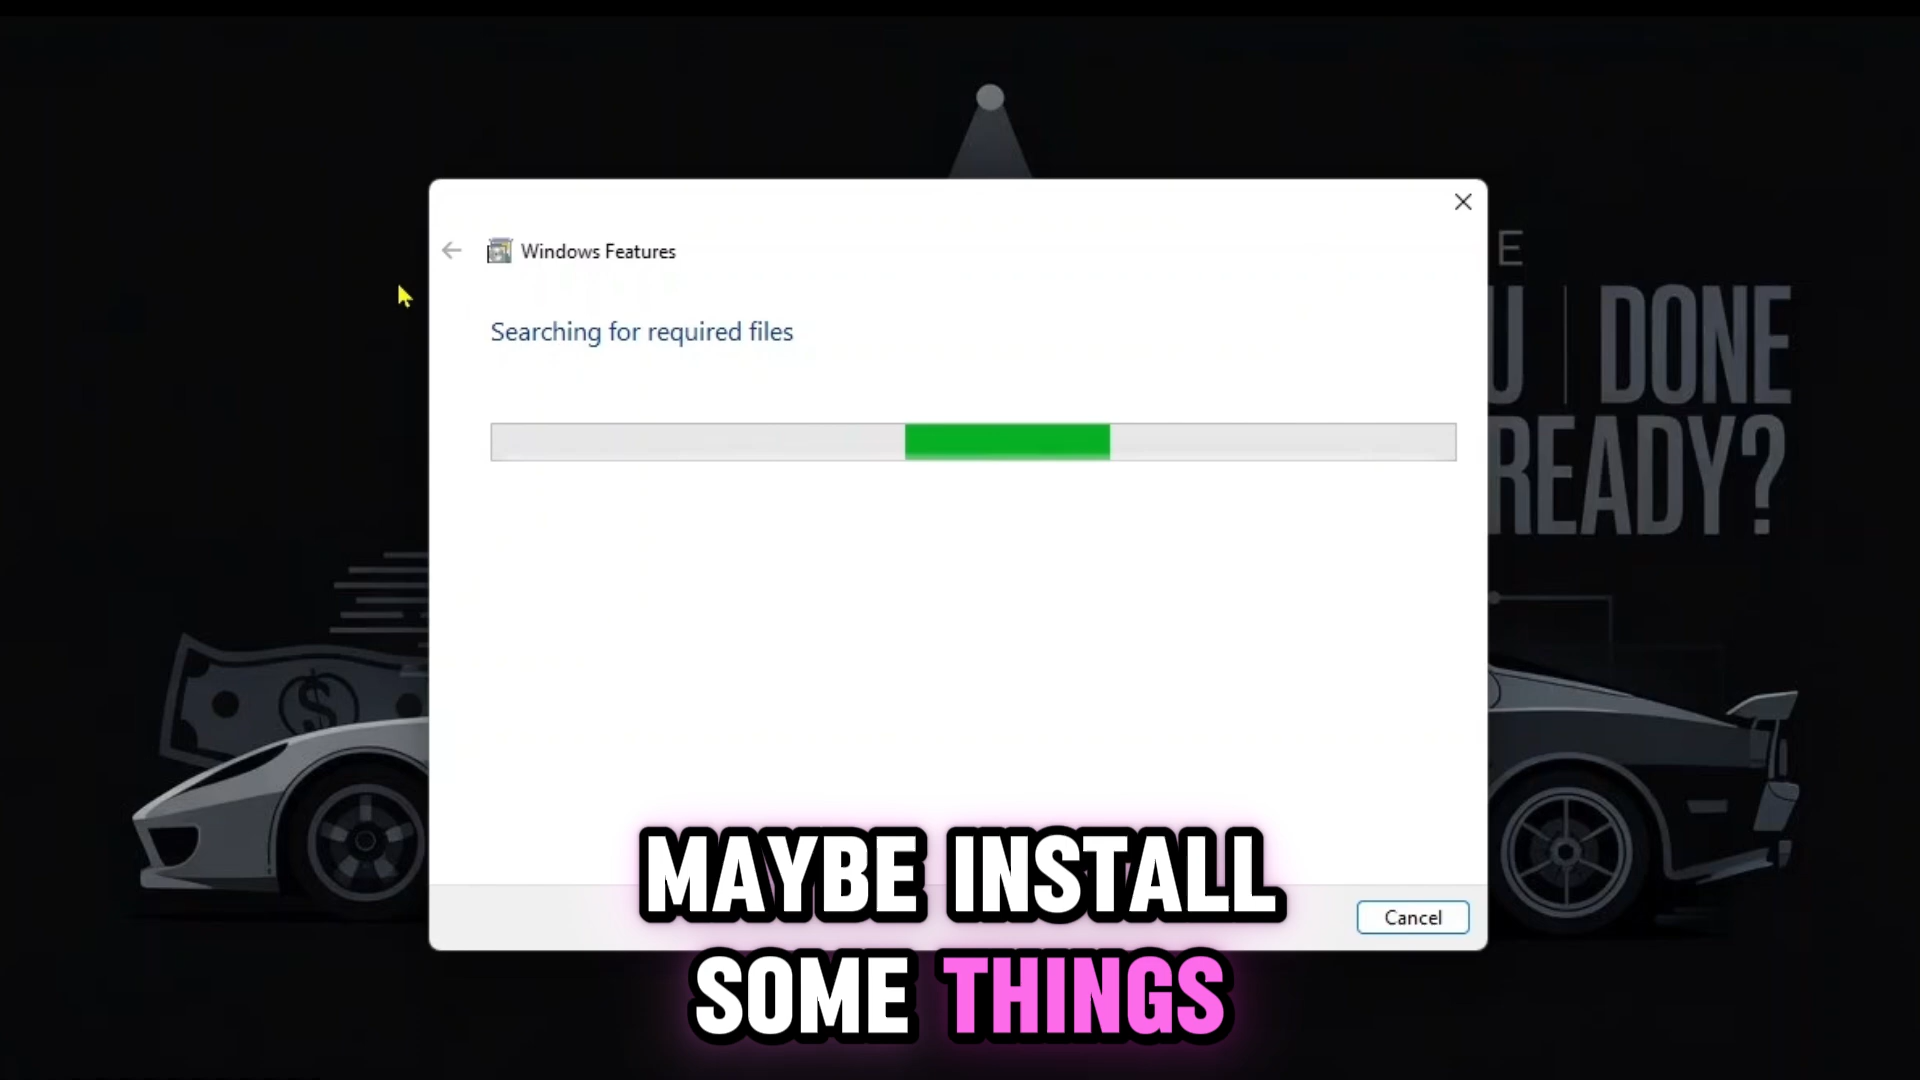 Windows Features
Searching for required files
E
U DONE
READY?
Cancel
MAYBE INSTALL
SOME THINGS